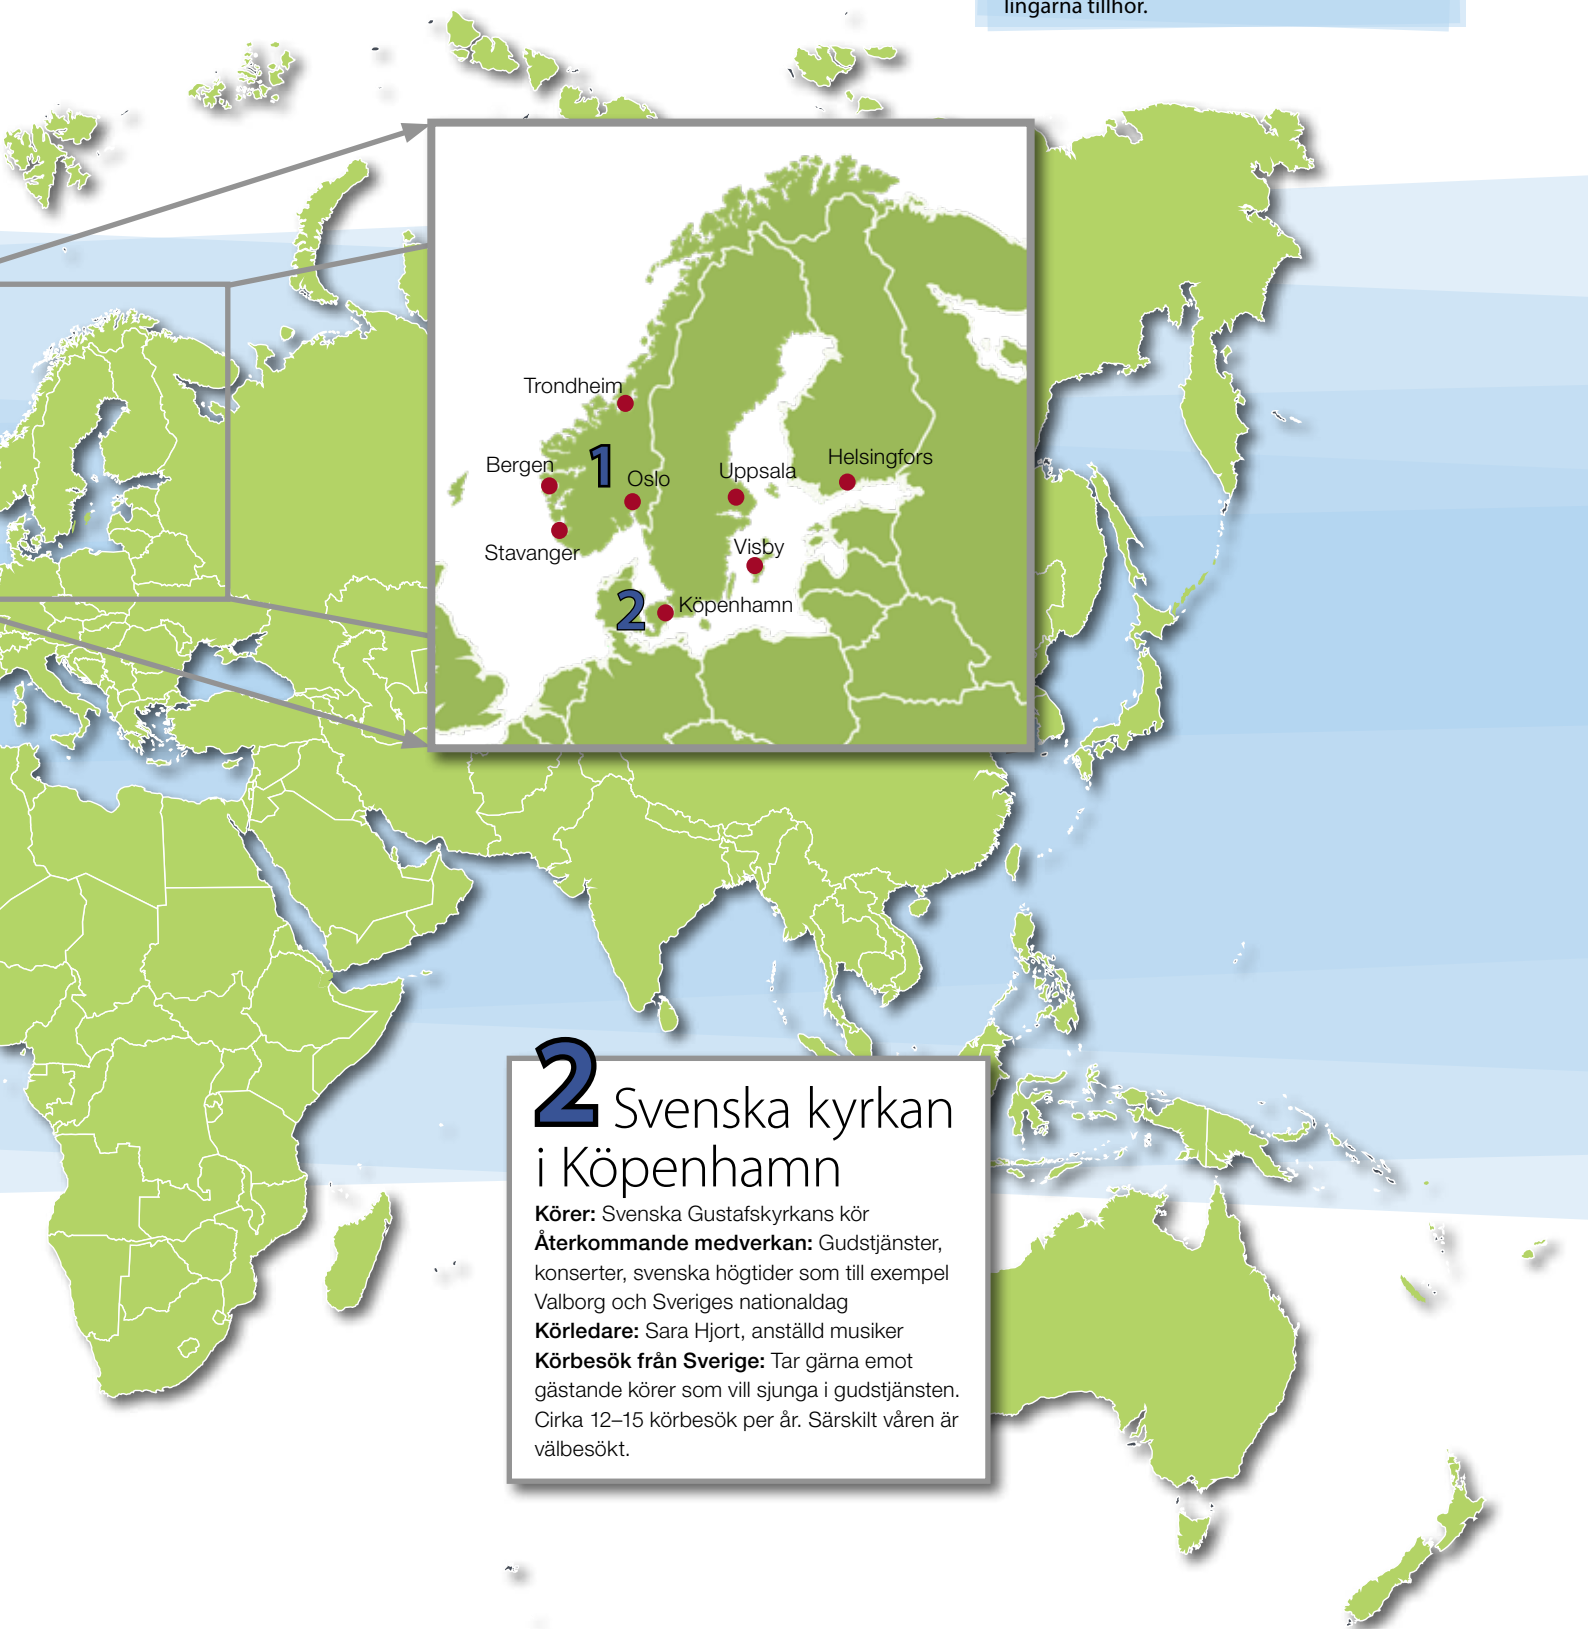 lingarna tillhör.
Trondheim
Bergen
1
Oslo
Uppsala
Helsingfors
Stavanger
Visby
2
Köpenhamn
2 Svenska kyrkan
i Köpenhamn
Körer: Svenska Gustafskyrkans kör
Återkommande medverkan: Gudstjänster,
konserter, svenska högtider som till exempel
Valborg och Sveriges nationaldag
Körledare: Sara Hjort, anställd musiker
Körbesök från Sverige: Tar gärna emot
gästande körer som vill sjunga i gudstjänsten.
Cirka 12–15 körbesök per år. Särskilt våren är
välbesökt.